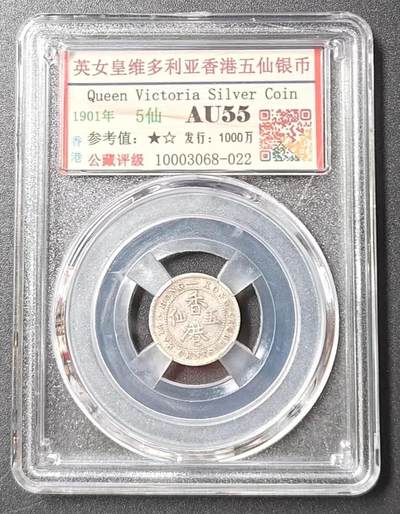 英女皇维多利亚香港五仙银币
Queen Victoria Silver Coin
1901年 5仙 AU55
香港 参考值：★☆ 发行：1000万
公藏评级 10003068-022
香
仙 五
港